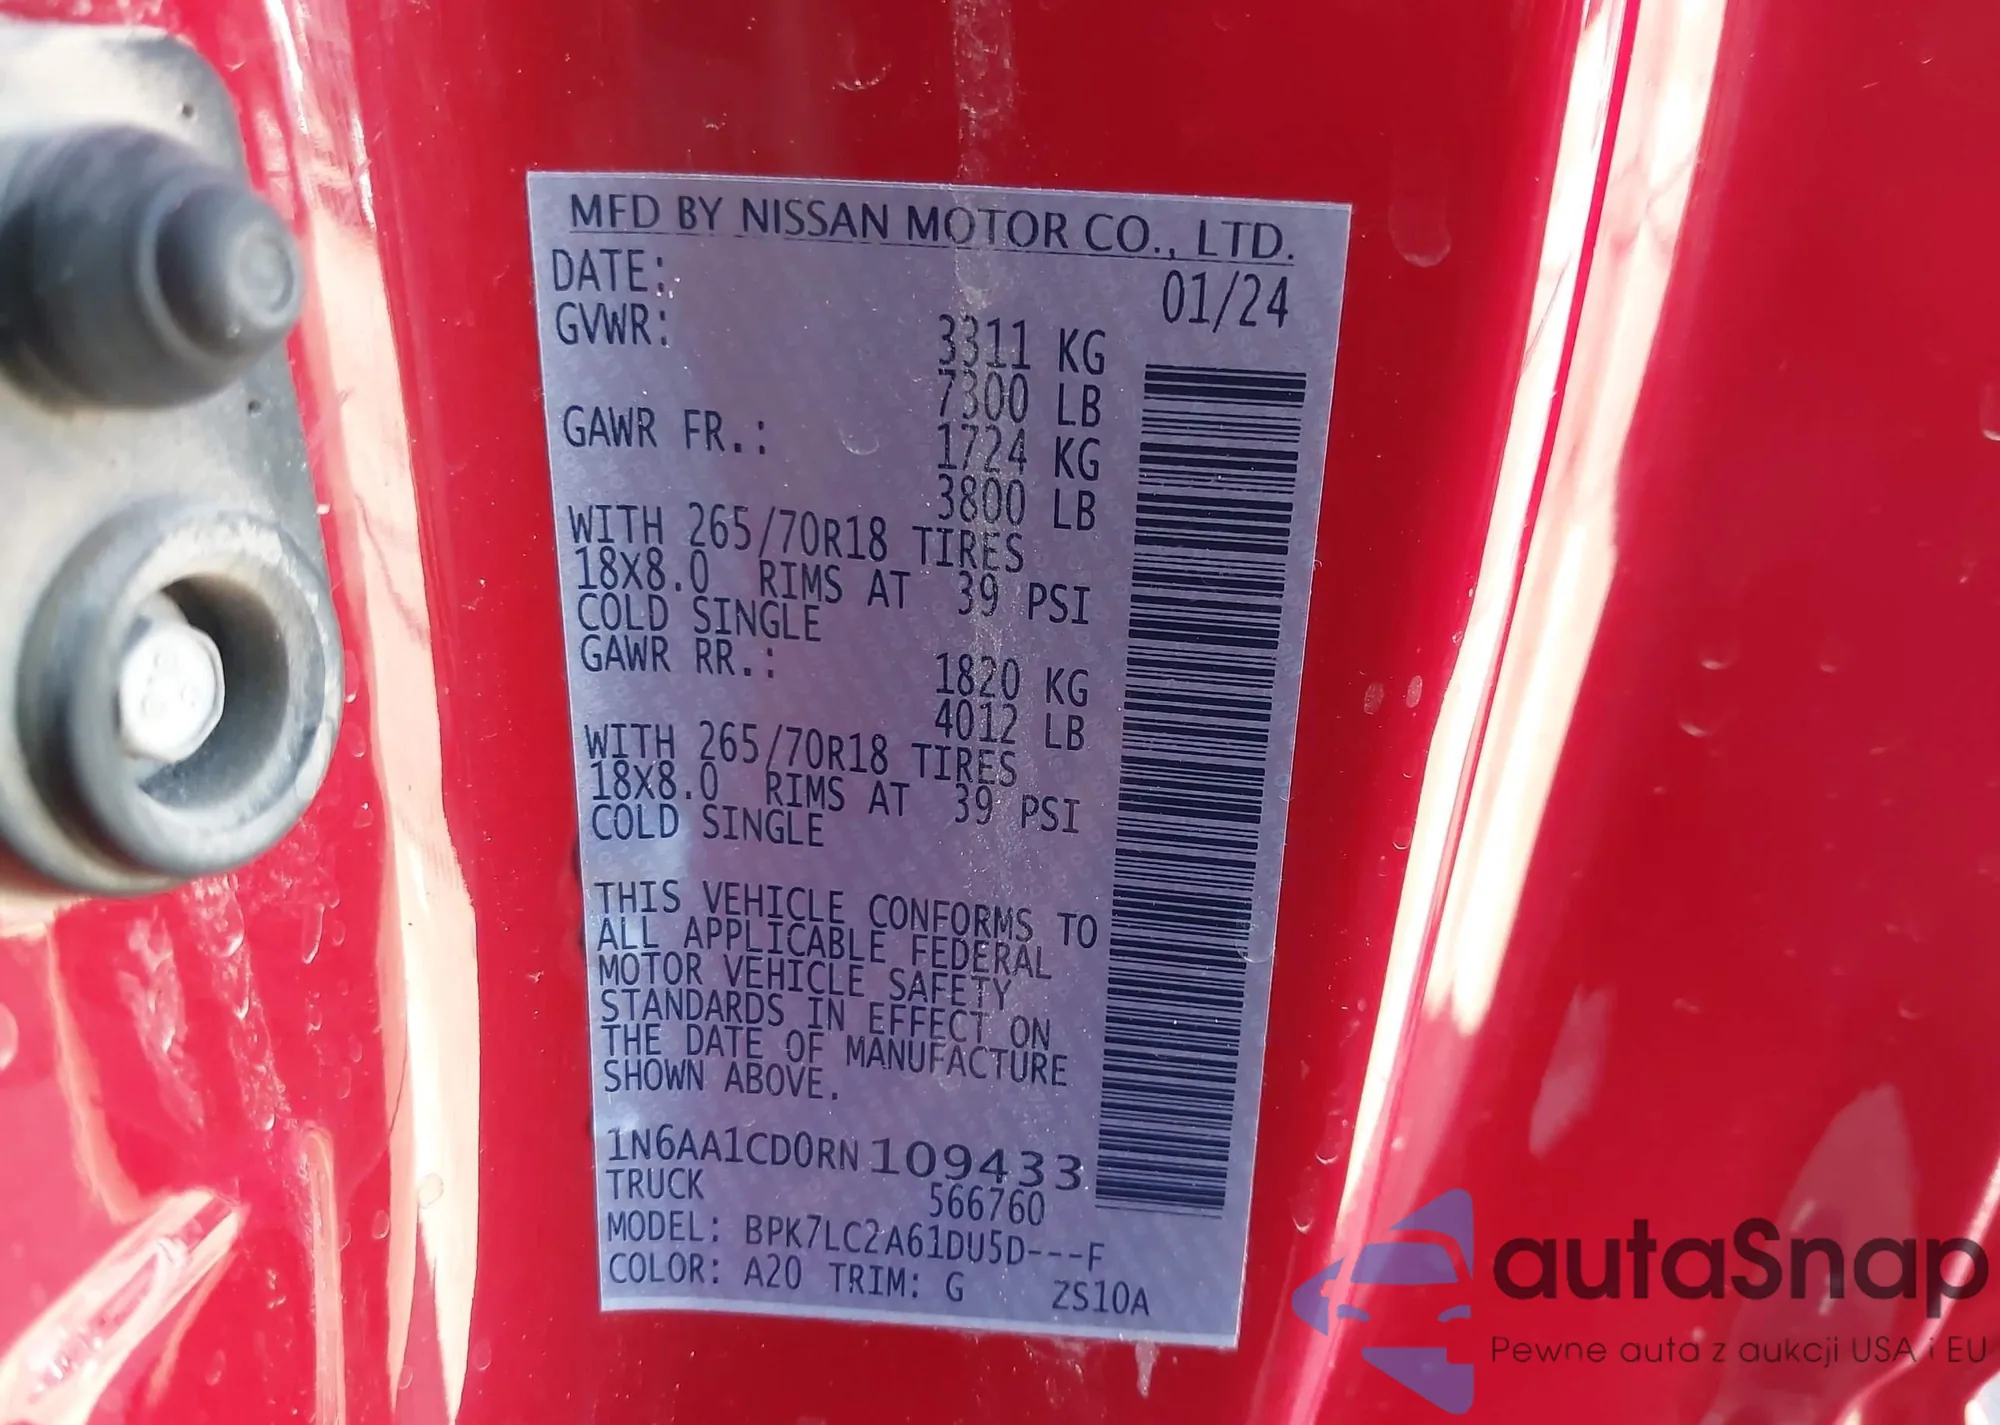 MFD BY NISSAN MOTOR CO., LTD.
DATE: 01/24
GVWR: 3311 KG
7300 LB
GAWR FR.: 1724 KG
3800 LB
WITH 265/70R18 TIRES
18X8.0 RIMS AT 39 PSI
COLD SINGLE
GAWR RR.: 1820 KG
4012 LB
WITH 265/70R18 TIRES
18X8.0 RIMS AT 39 PSI
COLD SINGLE
THIS VEHICLE CONFORMS TO
ALL APPLICABLE FEDERAL
MOTOR VEHICLE SAFETY
STANDARDS IN EFFECT ON
THE DATE OF MANUFACTURE
SHOWN ABOVE.
1N6AA1CD0RN109433
TRUCK 566760
MODEL: BPK7LC2A61DU5D---F
COLOR: A20 TRIM: G ZS10A
autaSnap
Pewne auta z aukcji USA i EU